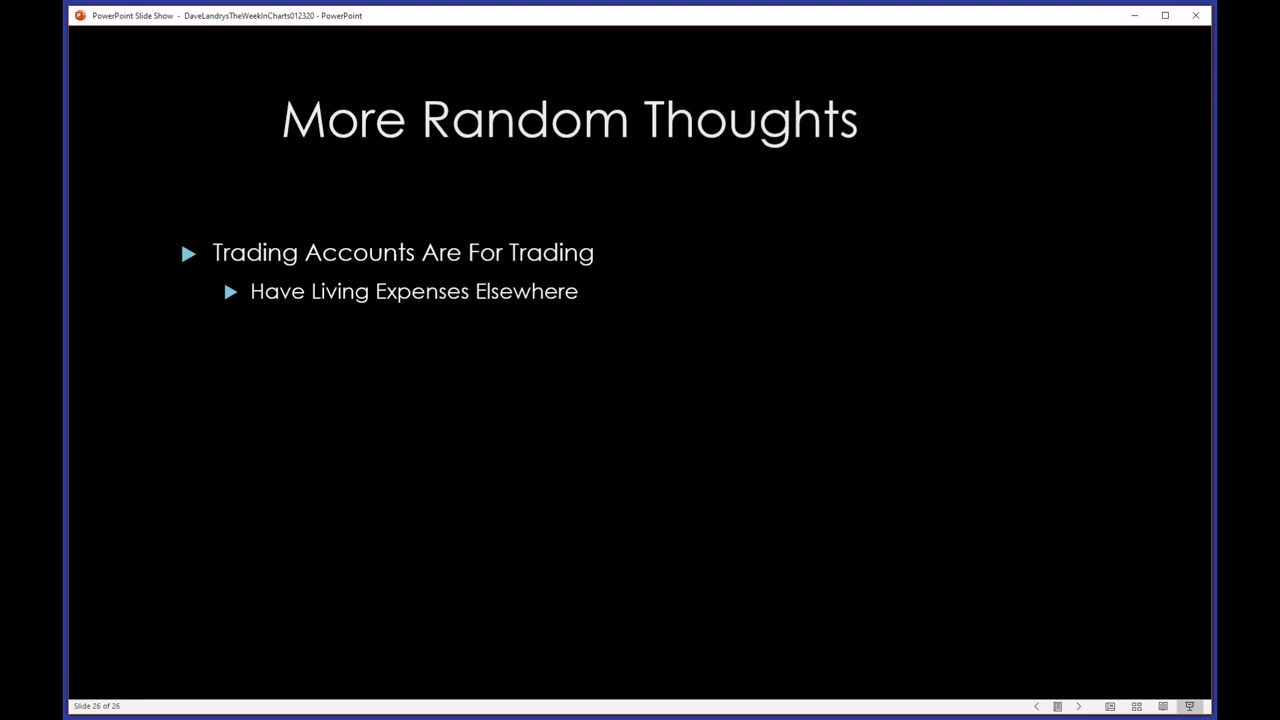 PowerPoint Slide Show - DaveLandrysTheWeekInCharts012320 - PowerPoint
More Random Thoughts
Trading Accounts Are For Trading
Have Living Expenses Elsewhere
Slide 26 of 26